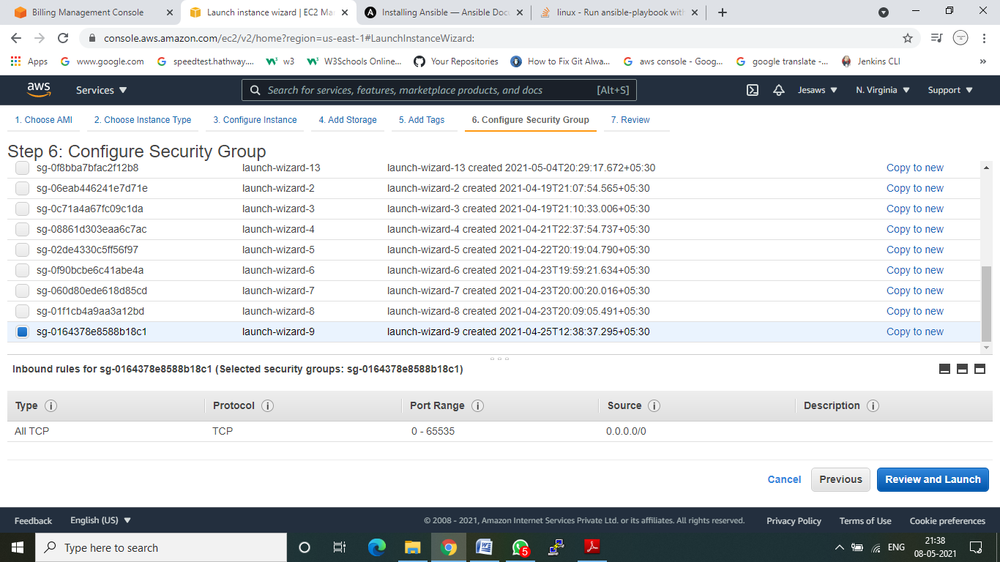 Billing Management Console
Launch instance wizard | EC2 Ma
Installing Ansible — Ansible Doc
linux - Run ansible-playbook with
console.aws.amazon.com/ec2/v2/home?region=us-east-1#LaunchInstanceWizard:
Apps www.google.com speedtest.hathway.... w3 W3Schools Online... Your Repositories How to Fix Git Alwa... aws console - Goog... google translate -... Jenkins CLI »
aws Services Search for services, features, marketplace products, and docs [Alt+S] Jesaws N. Virginia Support
1. Choose AMI 2. Choose Instance Type 3. Configure Instance 4. Add Storage 5. Add Tags 6. Configure Security Group 7. Review
Step 6: Configure Security Group
sg-0f8bba7bfac2f12b8 launch-wizard-13 launch-wizard-13 created 2021-05-04T20:29:17.672+05:30 Copy to new
sg-06eab446241e7d71e launch-wizard-2 launch-wizard-2 created 2021-04-19T21:07:54.565+05:30 Copy to new
sg-0c71a4a67fc09c1da launch-wizard-3 launch-wizard-3 created 2021-04-19T21:10:33.006+05:30 Copy to new
sg-08861d303eaa6c7ac launch-wizard-4 launch-wizard-4 created 2021-04-21T22:37:54.737+05:30 Copy to new
sg-02de4330c5ff56f97 launch-wizard-5 launch-wizard-5 created 2021-04-22T20:19:04.790+05:30 Copy to new
sg-0f90bcbe6c41abe4a launch-wizard-6 launch-wizard-6 created 2021-04-23T19:59:21.634+05:30 Copy to new
sg-060d80ede618d85cd launch-wizard-7 launch-wizard-7 created 2021-04-23T20:00:20.016+05:30 Copy to new
sg-01f1cb4a9aa3a12bd launch-wizard-8 launch-wizard-8 created 2021-04-23T20:09:05.491+05:30 Copy to new
sg-0164378e8588b18c1 launch-wizard-9 launch-wizard-9 created 2021-04-25T12:38:37.295+05:30 Copy to new
Inbound rules for sg-0164378e8588b18c1 (Selected security groups: sg-0164378e8588b18c1)
Type Protocol Port Range Source Description
All TCP TCP 0 - 65535 0.0.0.0/0
Cancel Previous Review and Launch
Feedback English (US) © 2008 - 2021, Amazon Internet Services Private Ltd. or its affiliates. All rights reserved. Privacy Policy Terms of Use Cookie preferences
Type here to search 5 ENG 21:38
08-05-2021